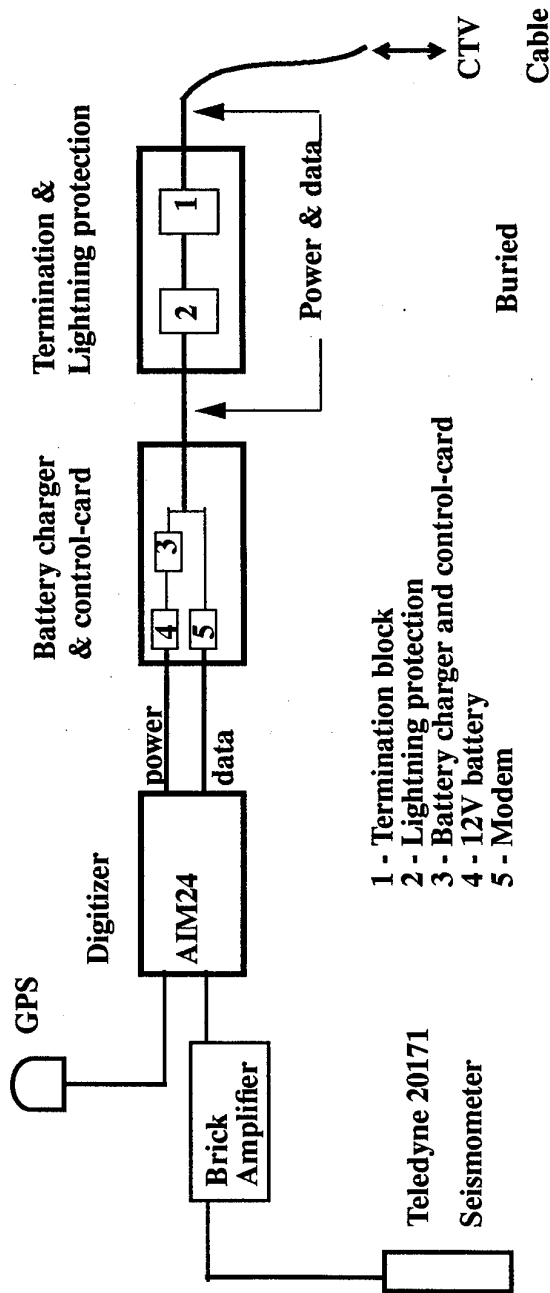 GPS
Digitizer
AIM24
Brick
Amplifier
Teledyne 20171
Seismometer
Battery charger
& control-card
power
data
4
3
5
Termination &
Lightning protection
2
1
Power & data
CTV
Buried
Cable
1 - Termination block
2 - Lightning protection
3 - Battery charger and control-card
4 - 12V battery
5 - Modem